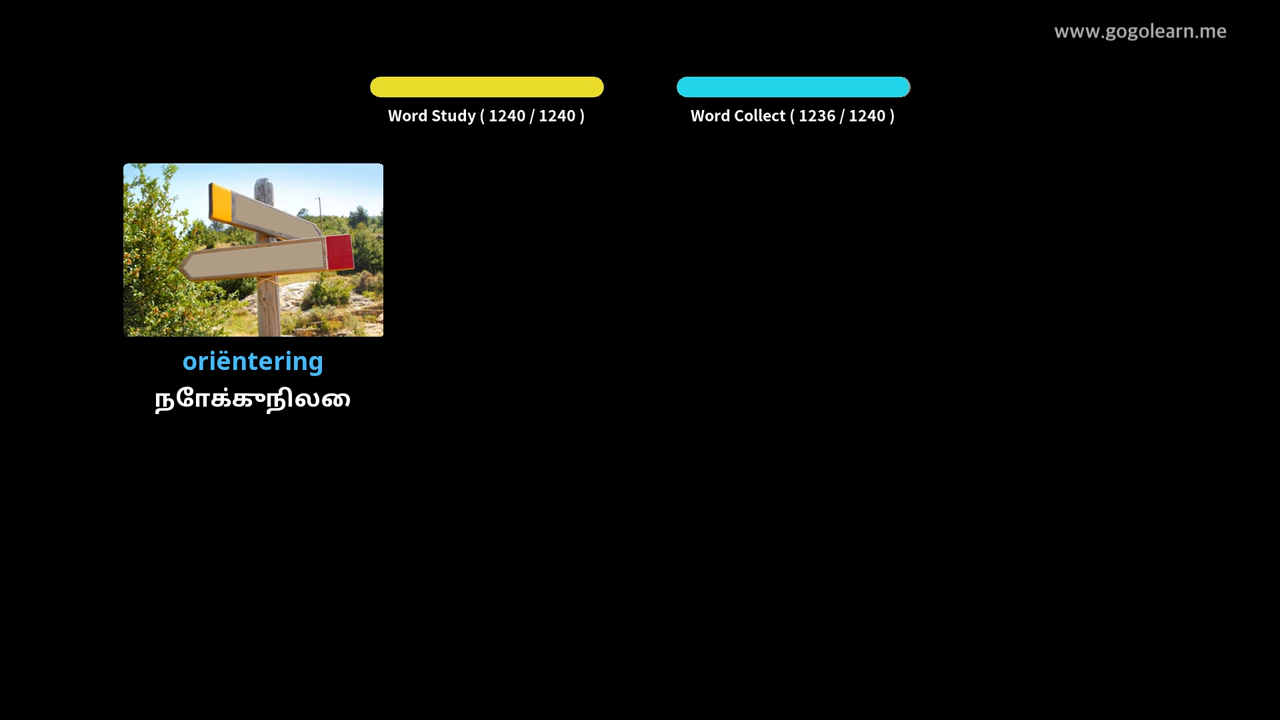 www.gogolearn.me
Word Study ( 1240 / 1240 )
Word Collect ( 1236 / 1240 )
oriëntering
நோக்குநிலை